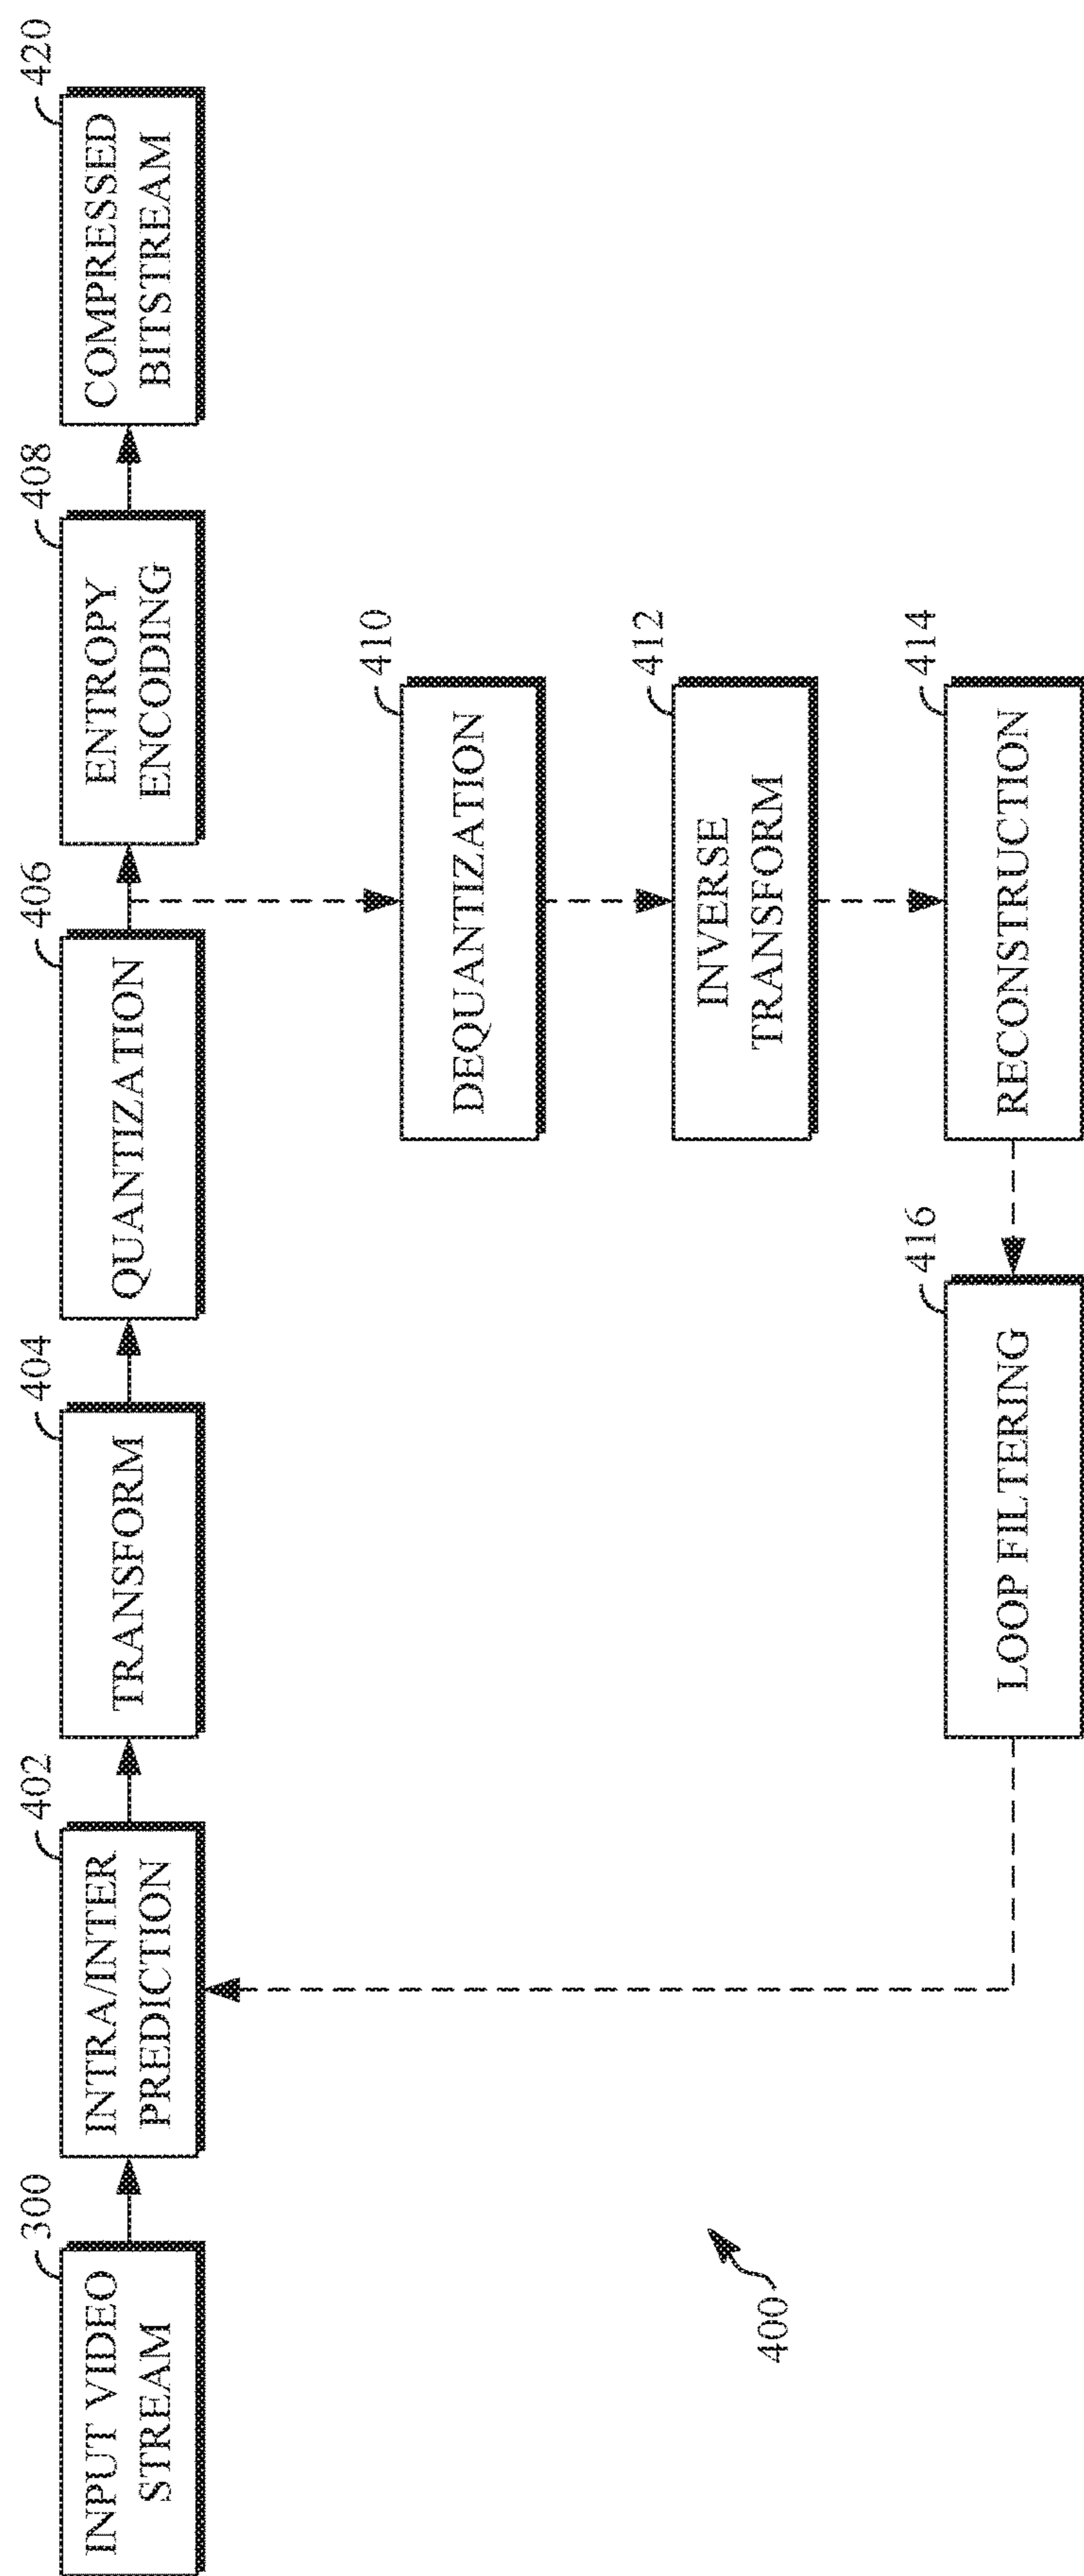 300
INPUT VIDEO
STREAM
402
INTRA/INTER
PREDICTION
404
TRANSFORM
406
QUANTIZATION
408
ENTROPY
ENCODING
420
COMPRESSED
BITSTREAM
410
DEQUANTIZATION
412
INVERSE
TRANSFORM
414
RECONSTRUCTION
416
LOOP FILTERING
400